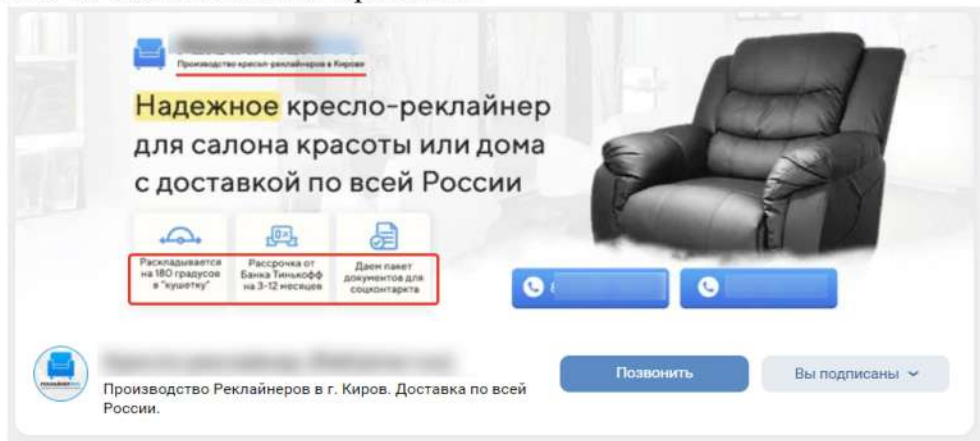 Производство кресел-реклайнеров в Кирове
Надежное кресло-реклайнер
для салона красоты или дома
с доставкой по всей России
0%
Раскладывается
на 180 градусов
в "кушетку"
Рассрочка от
Банка Тинькофф
на 3-12 месяцев
Даем пакет
документов для
соцконтаркта
Позвонить
Вы подписаны
Производство Реклайнеров в г. Киров. Доставка по всей
России.